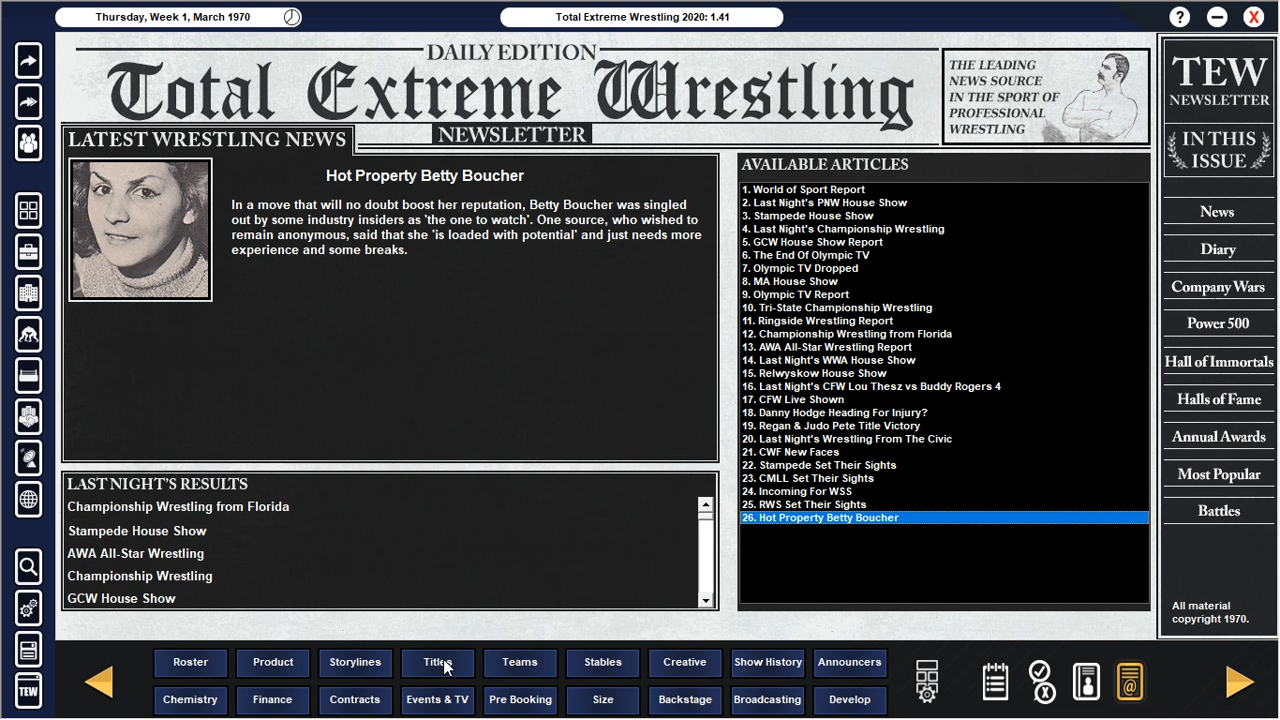 Thursday, Week 1, March 1970
Total Extreme Wrestling 2020: 1.41
? X
DAILY EDITION
Total Extreme Wrestling
NEWSLETTER
THE LEADING
NEWS SOURCE
IN THE SPORT OF
PROFESSIONAL
WRESTLING
TEW
NEWSLETTER
IN THIS
ISSUE
News
Diary
Company Wars
Power 500
Hall of Immortals
Halls of Fame
Annual Awards
Most Popular
Battles
All material
copyright 1970.
LATEST WRESTLING NEWS
Hot Property Betty Boucher
In a move that will no doubt boost her reputation, Betty Boucher was singled
out by some industry insiders as 'the one to watch'. One source, who wished to
remain anonymous, said that she 'is loaded with potential' and just needs more
experience and some breaks.
AVAILABLE ARTICLES
1. World of Sport Report
2. Last Night's PNW House Show
3. Stampede House Show
4. Last Night's Championship Wrestling
5. GCW House Show Report
6. The End Of Olympic TV
7. Olympic TV Dropped
8. MA House Show
9. Olympic TV Report
10. Tri-State Championship Wrestling
11. Ringside Wrestling Report
12. Championship Wrestling from Florida
13. AWA All-Star Wrestling Report
14. Last Night's WWA House Show
15. Relwyskow House Show
16. Last Night's CFW Lou Thesz vs Buddy Rogers 4
17. CFW Live Shown
18. Danny Hodge Heading For Injury?
19. Regan & Judo Pete Title Victory
20. Last Night's Wrestling From The Civic
21. CWF New Faces
22. Stampede Set Their Sights
23. CMLL Set Their Sights
24. Incoming For WSS
25. RWS Set Their Sights
26. Hot Property Betty Boucher
LAST NIGHT'S RESULTS
Championship Wrestling from Florida
Stampede House Show
AWA All-Star Wrestling
Championship Wrestling
GCW House Show
TEW
Roster Product Storylines Titles Teams Stables Creative Show History Announcers
Chemistry Finance Contracts Events & TV Pre Booking Size Backstage Broadcasting Develop